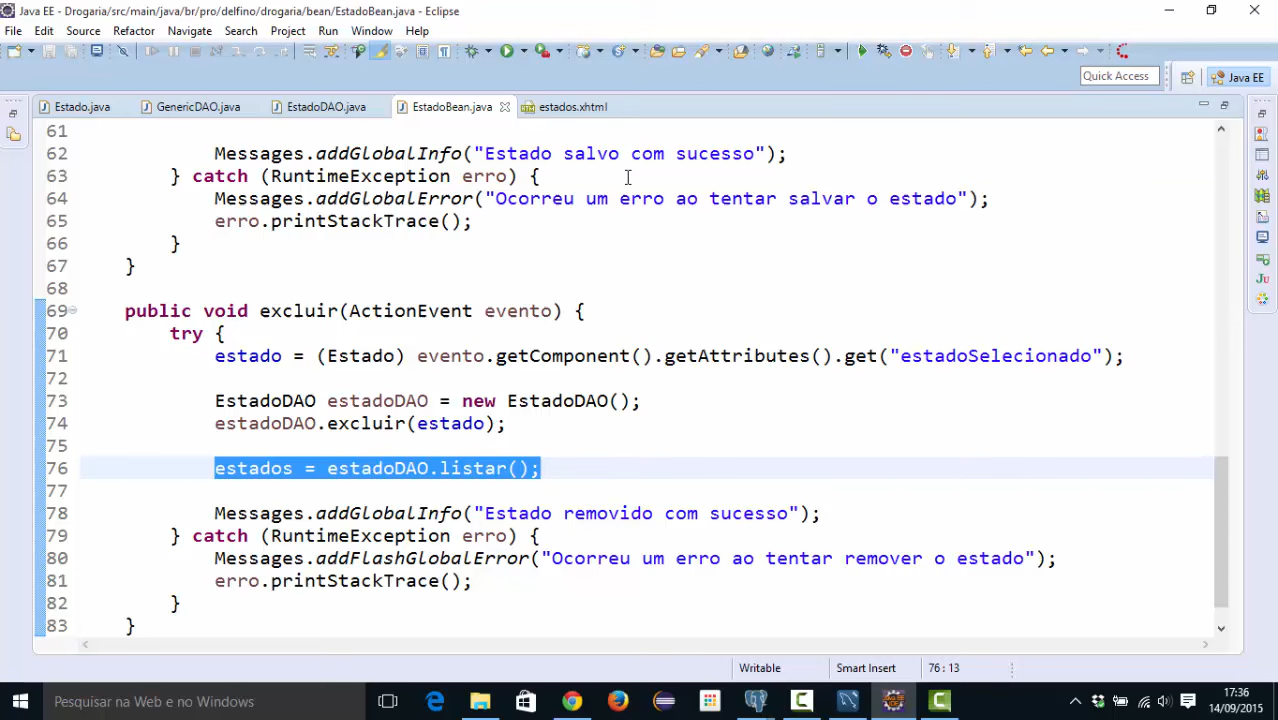 Java EE - Drogaria/src/main/java/br/pro/delfino/drogaria/bean/EstadoBean.java - Eclipse
File Edit Source Refactor Navigate Search Project Run Window Help
Quick Access Java EE
Estado.java GenericDAO.java EstadoDAO.java EstadoBean.java estados.xhtml
61
62 Messages.addGlobalInfo("Estado salvo com sucesso");
63 } catch (RuntimeException erro) {
64 Messages.addGlobalError("Ocorreu um erro ao tentar salvar o estado");
65 erro.printStackTrace();
66 }
67 }
68
69 public void excluir(ActionEvent evento) {
70 try {
71 estado = (Estado) evento.getComponent().getAttributes().get("estadoSelecionado");
72
73 EstadoDAO estadoDAO = new EstadoDAO();
74 estadoDAO.excluir(estado);
75
76 estados = estadoDAO.listar();
77
78 Messages.addGlobalInfo("Estado removido com sucesso");
79 } catch (RuntimeException erro) {
80 Messages.addFlashGlobalError("Ocorreu um erro ao tentar remover o estado");
81 erro.printStackTrace();
82 }
83 }
Writable Smart Insert 76 : 13
Pesquisar na Web e no Windows
17:36
14/09/2015